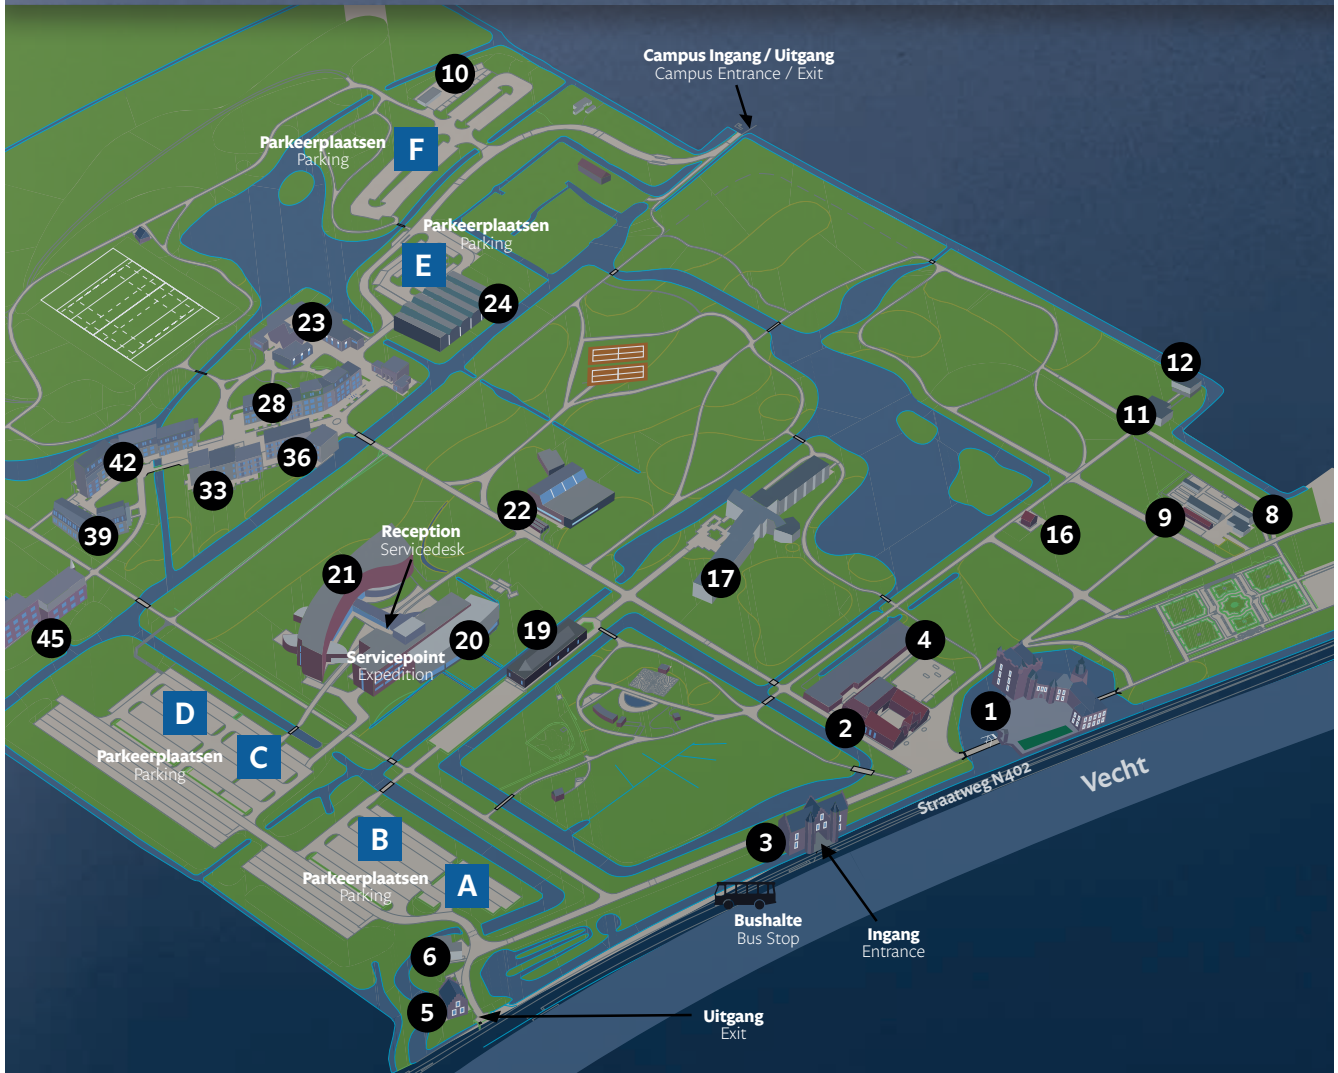 Campus Ingang / Uitgang
Campus Entrance / Exit
10
Parkeerplaatsen
Parking
F
Parkeerplaatsen
Parking
E
24
23
12
28
11
42
36
33
22
9
8
39
Reception
Servicedesk
16
21
17
45
20
19
4
Servicepoint
Expedition
D
1
2
Parkeerplaatsen
Parking
C
Straatweg N402
Vecht
B
3
Parkeerplaatsen
Parking
A
Bushalte
Bus Stop
Ingang
Entrance
6
5
Uitgang
Exit